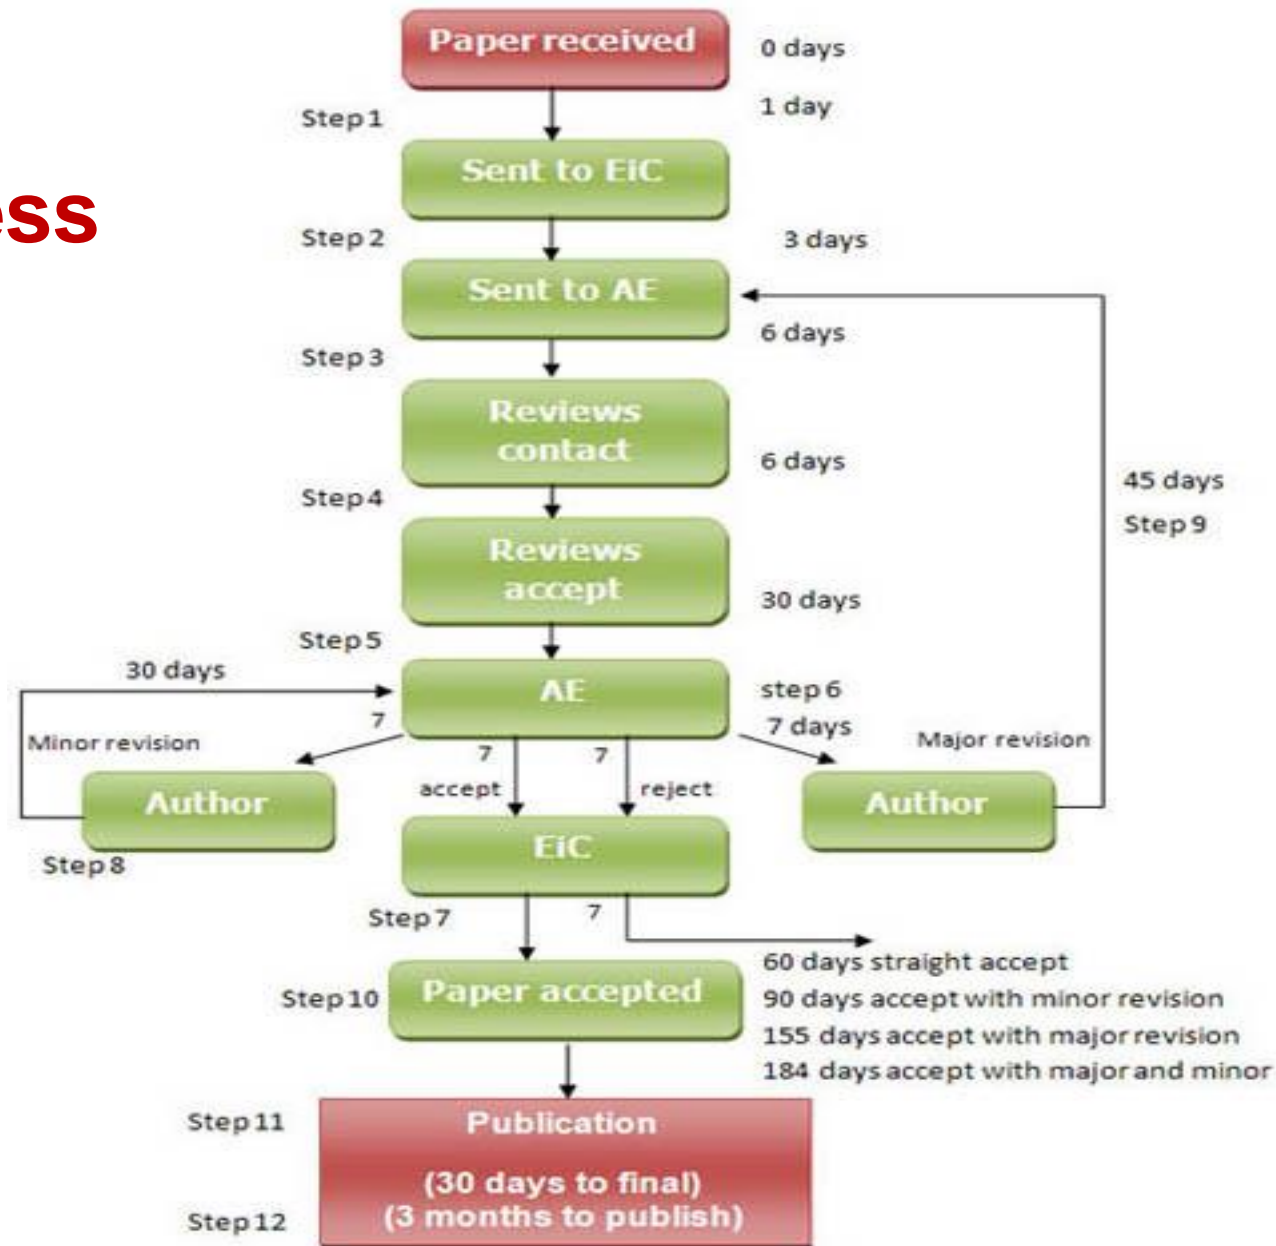 Paper received
0 days
1 day
Step 1
Sent to EiC
ess
Step 2
3 days
Sent to AE
6 days
Step 3
Reviews
contact
6 days
45 days
Step 4
Step 9
Reviews
accept
30 days
Step 5
30 days
AE
step 6
7
7 days
Minor revision
Major revision
7
7
accept
reject
Author
Author
EiC
Step 8
Step 7
7
60 days straight accept
Step 10
Paper accepted
90 days accept with minor revision
155 days accept with major revision
184 days accept with major and minor
Step 11
Publication
(30 days to final)
(3 months to publish)
Step 12